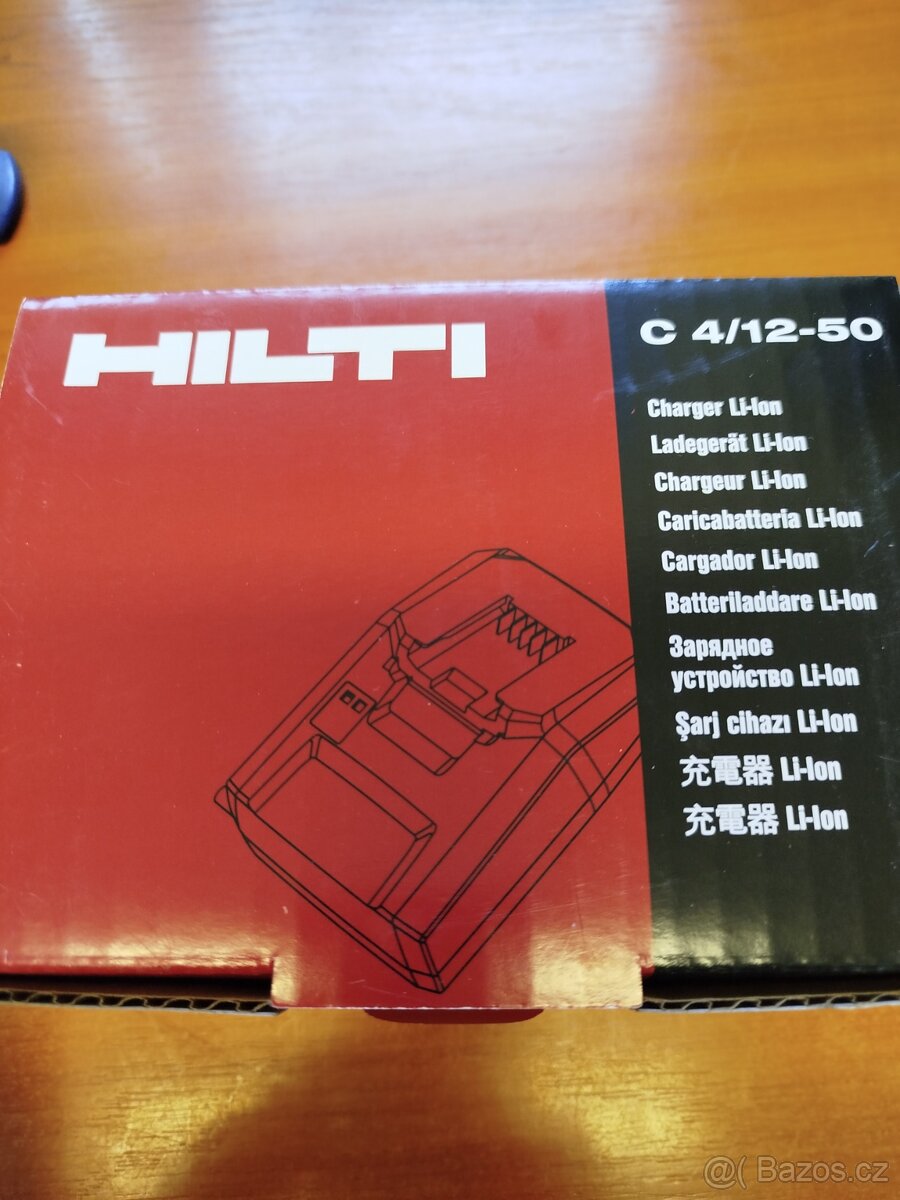 HILTI
C 4/12-50
Charger Li-Ion
Ladegerät Li-Ion
Chargeur Li-Ion
Caricabatteria Li-Ion
Cargador Li-Ion
Batteriladdare Li-Ion
Зарядное
устройство Li-Ion
Şarj cihazı Li-Ion
充電器 Li-Ion
充電器 Li-Ion
@( Bazos.cz